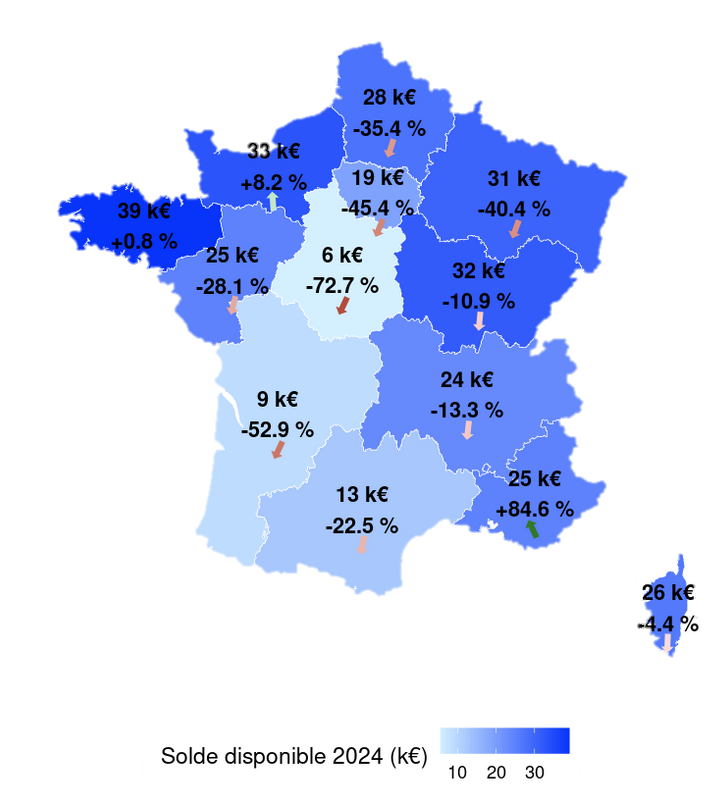 28 k€
-35.4 %
33 k€
+8.2 %
19 k€
-45.4 %
31 k€
-40.4 %
39 k€
+0.8 %
25 k€
-28.1 %
6 k€
-72.7 %
32 k€
-10.9 %
24 k€
-13.3 %
9 k€
-52.9 %
13 k€
-22.5 %
25 k€
+84.6 %
26 k€
-4.4 %
Solde disponible 2024 (k€)
10 20 30